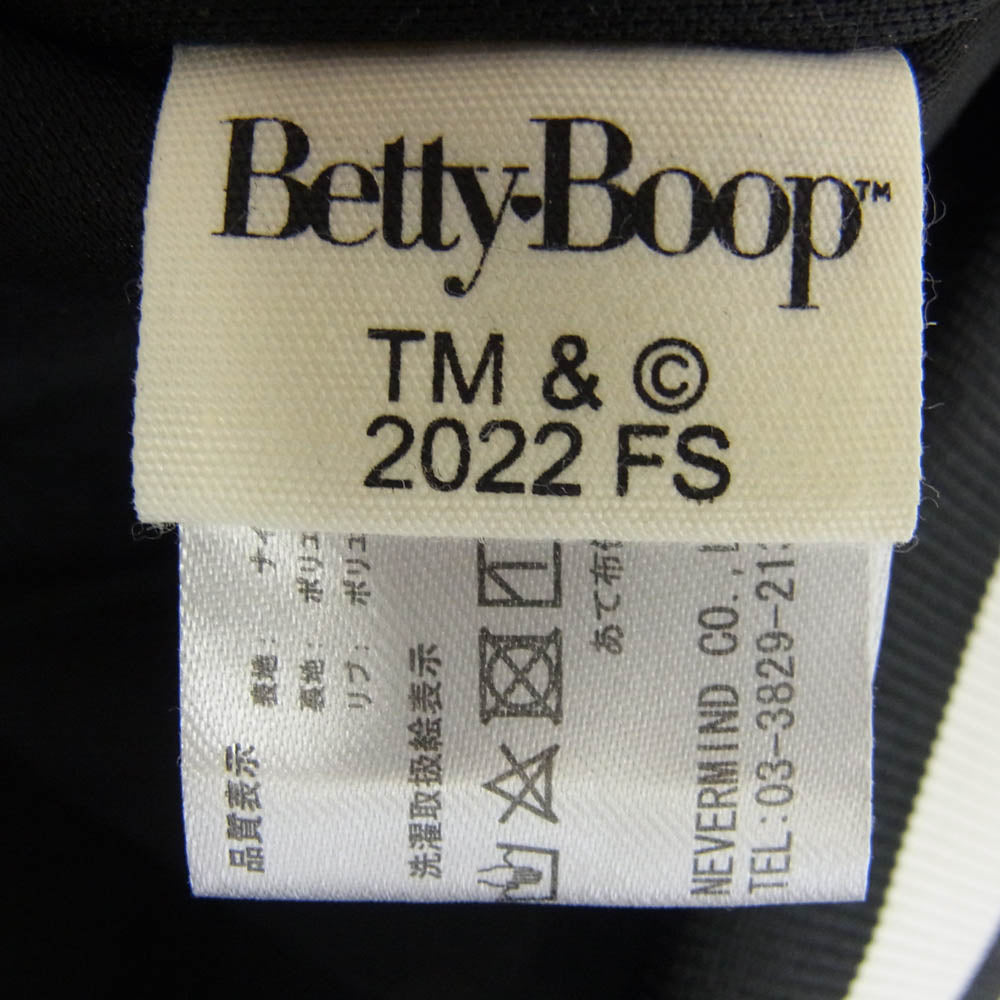 Betty Boop™
TM & ©
2022 FS
品質表示
表地:
裏地:
リブ:
洗濯取扱絵表示
あて布
NEVERMIND CO.,
TEL:03-3829-21